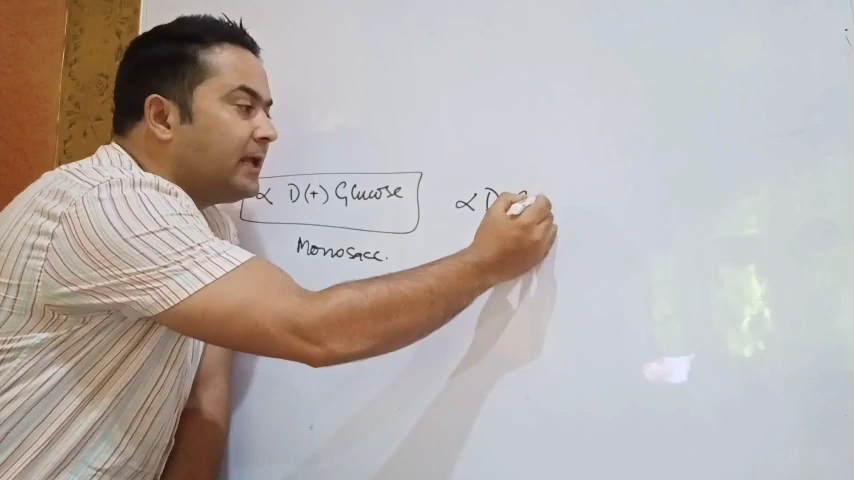 α D(+) Glucose
α D
Monosacc.